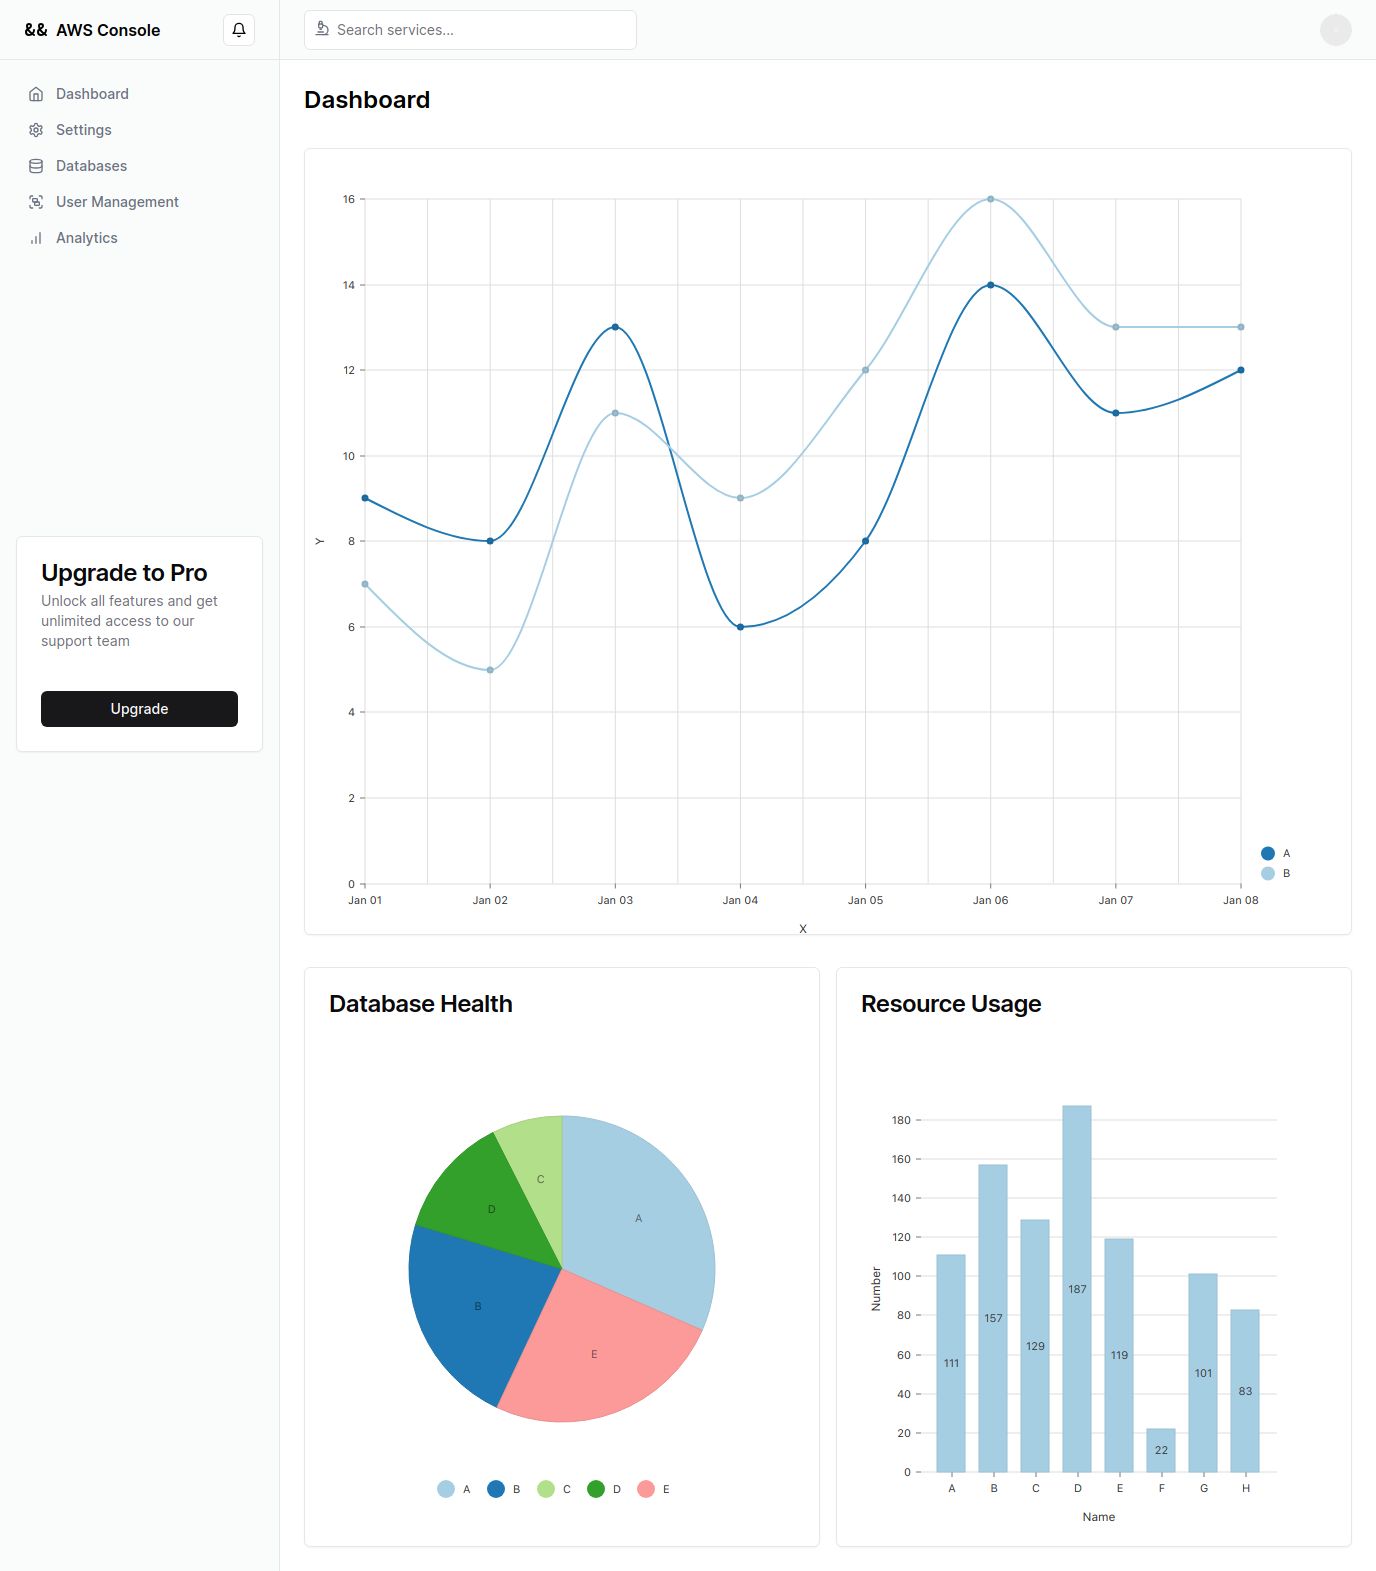 && AWS Console
Search services...
Dashboard
Settings
Databases
User Management
Analytics
Upgrade to Pro
Unlock all features and get
unlimited access to our
support team
Upgrade
Dashboard
16
14
12
10
8
6
4
2
0
Y
Jan 01 Jan 02 Jan 03 Jan 04 Jan 05 Jan 06 Jan 07 Jan 08
X
A
B
Database Health
C
A
D
B
E
A B C D E
Resource Usage
180
160
140
120
100
80
60
40
20
0
Number
111 157 129 187 119 22 101 83
A B C D E F G H
Name